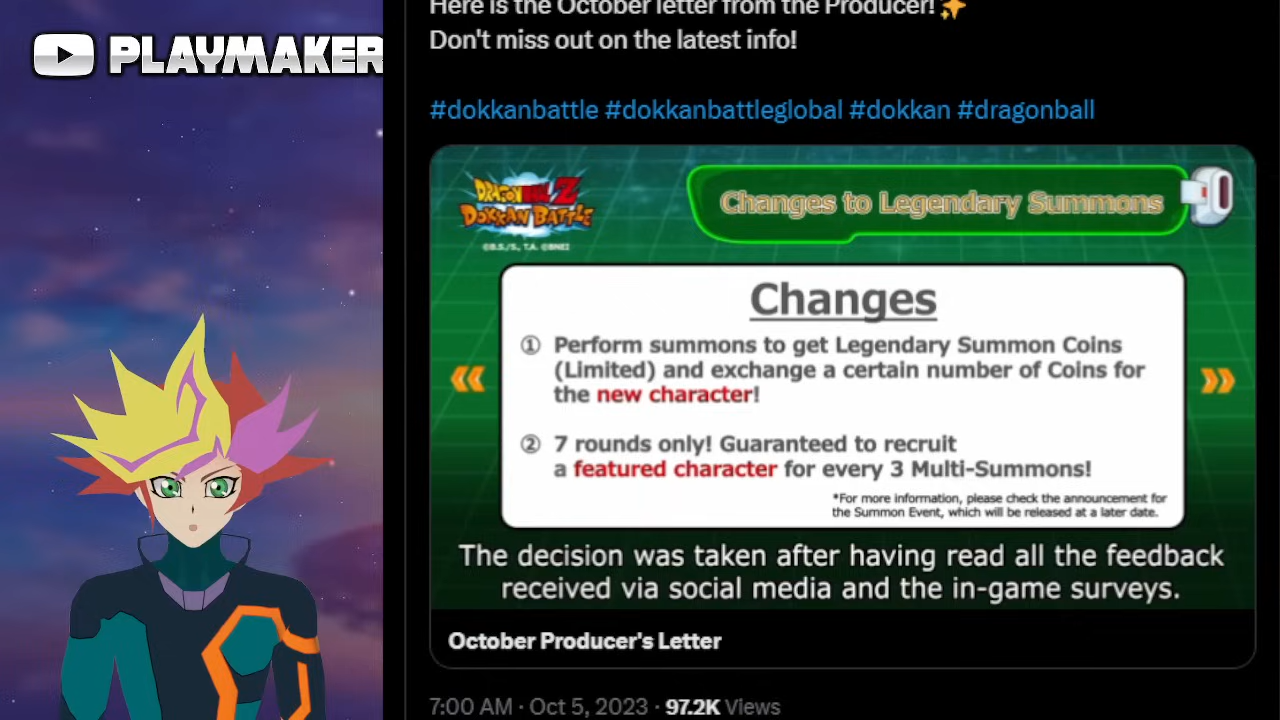 PLAYMAKER
Here is the October letter from the Producer!
Don't miss out on the latest info!
#dokkanbattle #dokkanbattleglobal #dokkan #dragonball
DRAGON BALL Z
DOKKAN BATTLE
©B.S./S., T.A. ©BNEI
Changes to Legendary Summons
Changes
① Perform summons to get Legendary Summon Coins
(Limited) and exchange a certain number of Coins for
the new character!
② 7 rounds only! Guaranteed to recruit
a featured character for every 3 Multi-Summons!
*For more information, please check the announcement for
the Summon Event, which will be released at a later date.
The decision was taken after having read all the feedback
received via social media and the in-game surveys.
October Producer's Letter
7:00 AM · Oct 5, 2023 · 97.2K Views